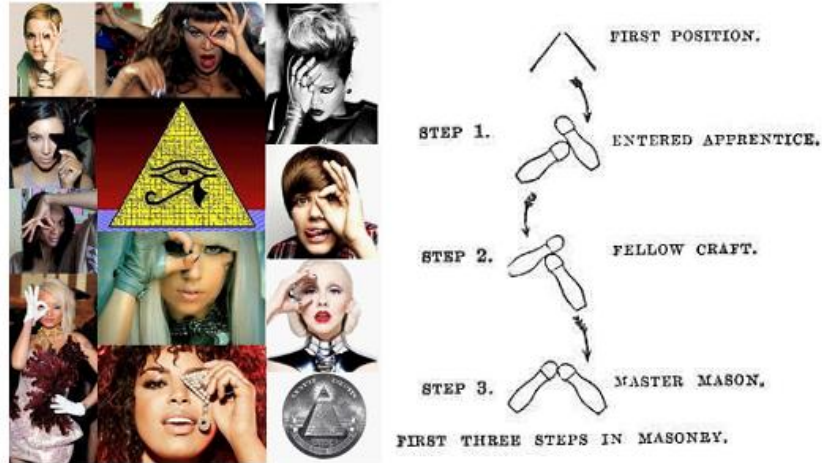 FIRST POSITION.
STEP 1.
ENTERED APPRENTICE.
STEP 2.
FELLOW CRAFT.
STEP 3.
MASTER MASON.
FIRST THREE STEPS IN MASONRY.